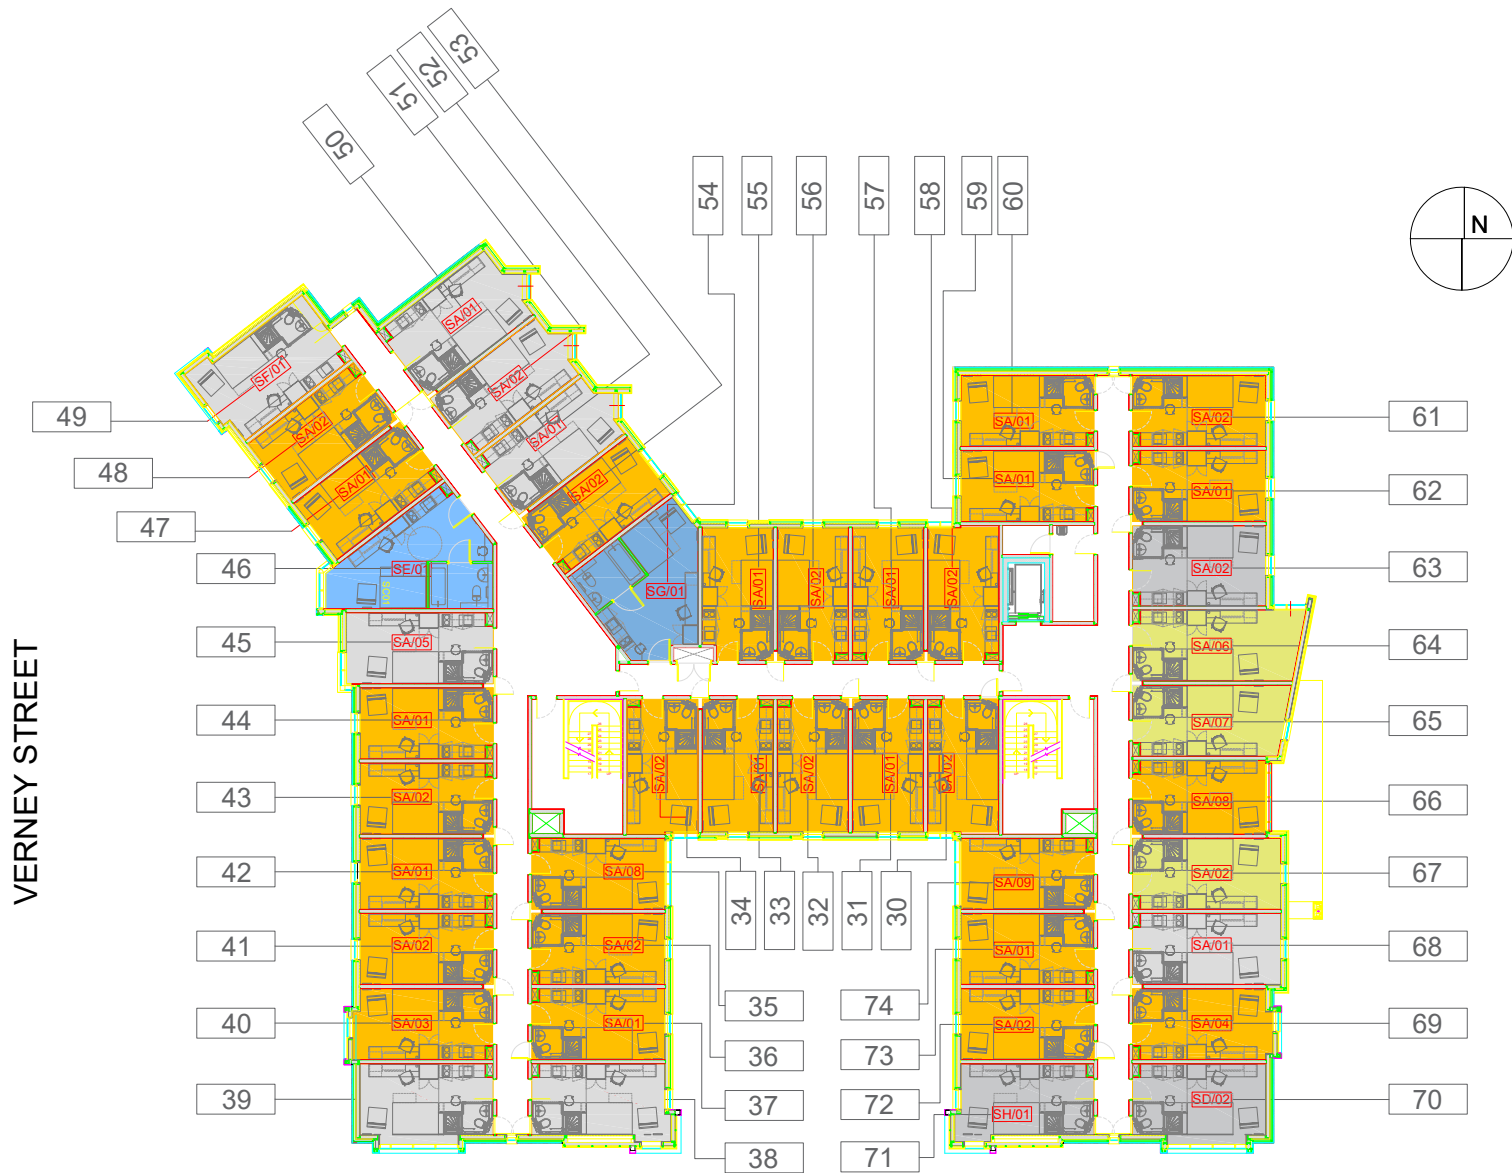 53
52
51
50
54
55
56
57
58
59
60
N
SA/01
SF/01
SA/02
SA/01
SA/02
SA/01
SA/02
SA/01
SA/02
SA/01
SA/01
49
61
48
62
47
63
46
SE/01
SC01
SG/01
SA/01
SA/02
SA/01
SA/02
SA/02
45
SA/05
SA/06
64
44
SA/01
SA/07
65
VERNEY STREET
43
SA/02
SA/02
SA/01
SA/02
SA/01
SA/02
SA/08
66
42
SA/01
SA/08
SA/09
SA/02
67
34
33
32
31
30
41
SA/02
SA/02
SA/01
SA/01
68
35
74
40
SA/03
SA/01
SA/02
SA/04
69
36
73
39
37
72
SH/01
SD/02
70
38
71